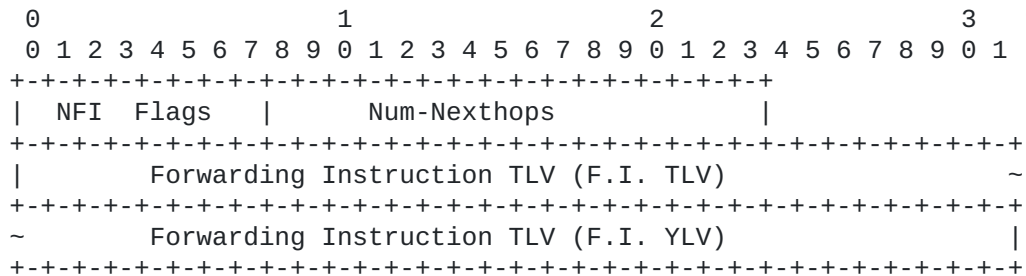 0                   1                   2                   3
0 1 2 3 4 5 6 7 8 9 0 1 2 3 4 5 6 7 8 9 0 1 2 3 4 5 6 7 8 9 0 1
+-+-+-+-+-+-+-+-+-+-+-+-+-+-+-+-+-+-+-+-+-+-+-+-+
|  NFI  Flags   |      Num-Nexthops             |
+-+-+-+-+-+-+-+-+-+-+-+-+-+-+-+-+-+-+-+-+-+-+-+-+-+-+-+-+-+-+-+-+
|        Forwarding Instruction TLV (F.I. TLV)                  ~
+-+-+-+-+-+-+-+-+-+-+-+-+-+-+-+-+-+-+-+-+-+-+-+-+-+-+-+-+-+-+-+-+
~        Forwarding Instruction TLV (F.I. YLV)                  |
+-+-+-+-+-+-+-+-+-+-+-+-+-+-+-+-+-+-+-+-+-+-+-+-+-+-+-+-+-+-+-+-+